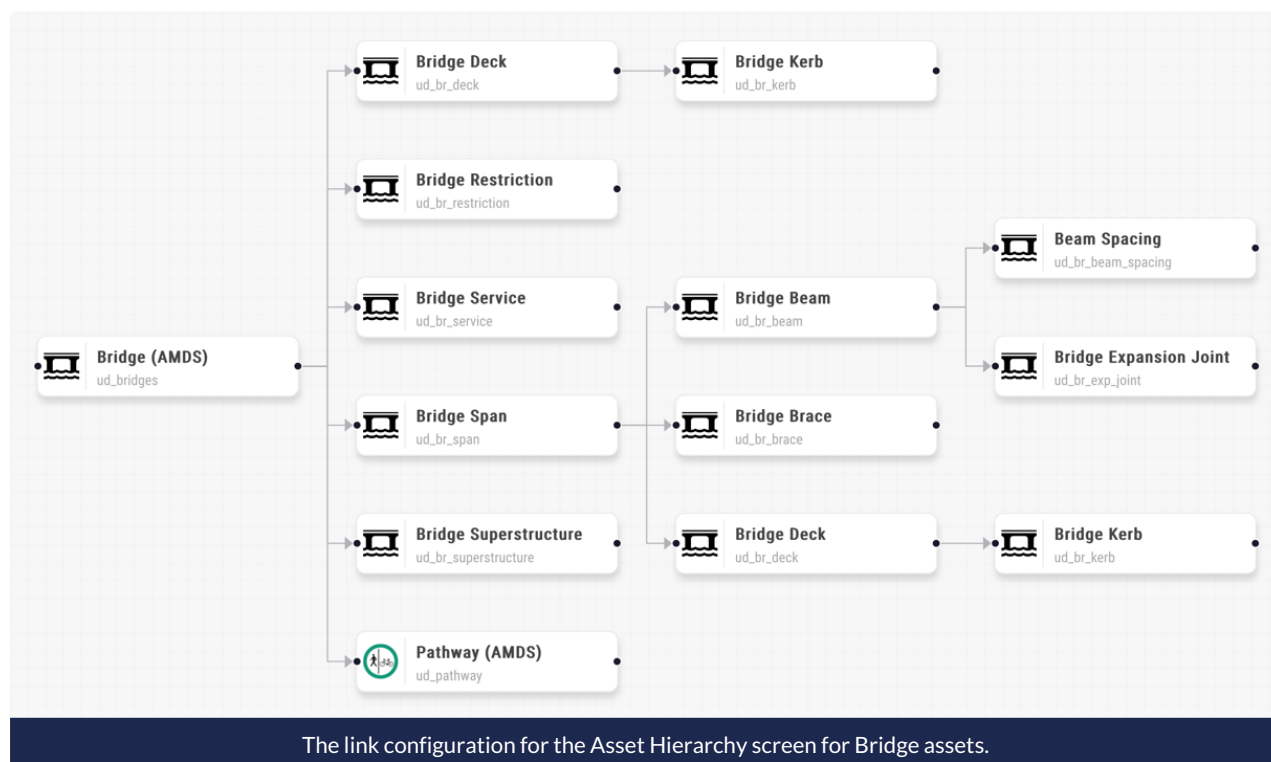 Bridge Deck
ud_br_deck
Bridge Kerb
ud_br_kerb
Bridge Restriction
ud_br_restriction
Beam Spacing
ud_br_beam_spacing
Bridge Service
ud_br_service
Bridge Beam
ud_br_beam
Bridge (AMDS)
ud_bridges
Bridge Expansion Joint
ud_br_exp_joint
Bridge Span
ud_br_span
Bridge Brace
ud_br_brace
Bridge Superstructure
ud_br_superstructure
Bridge Deck
ud_br_deck
Bridge Kerb
ud_br_kerb
Pathway (AMDS)
ud_pathway
The link configuration for the Asset Hierarchy screen for Bridge assets.